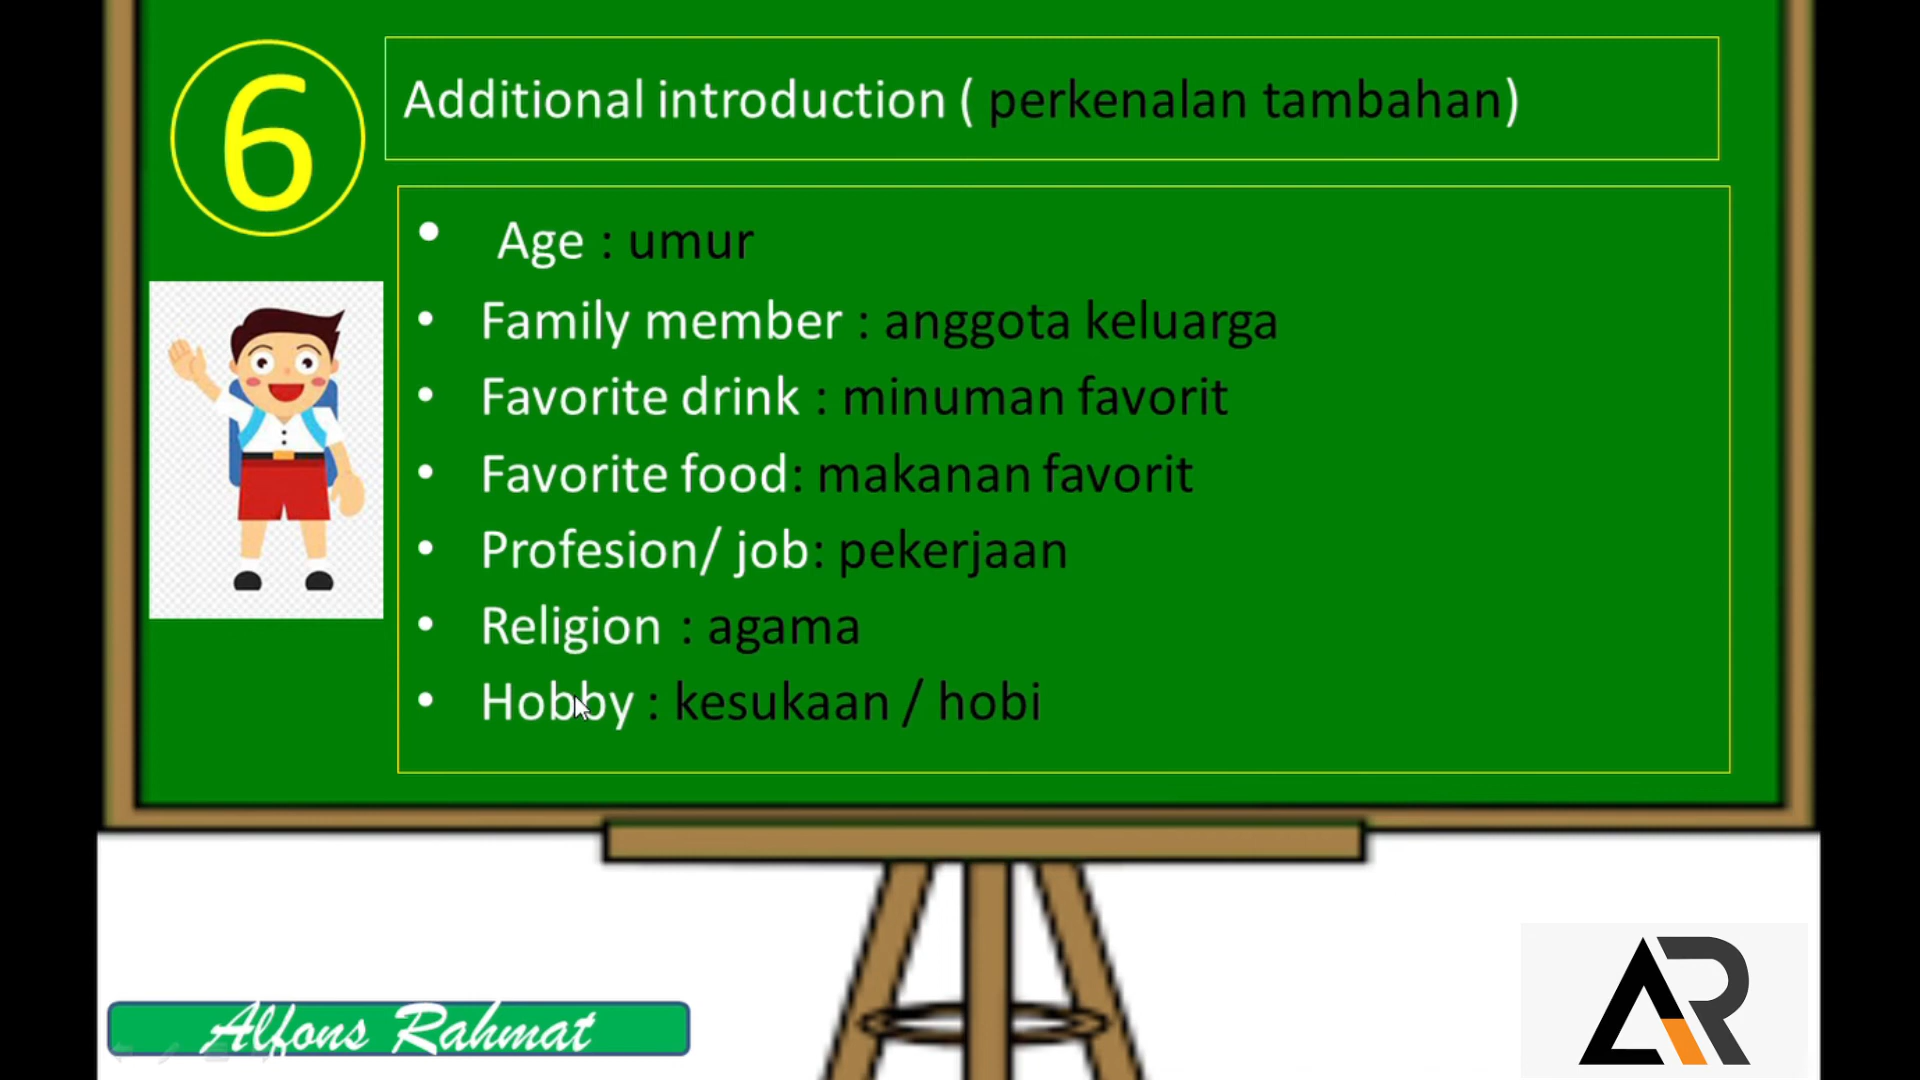 6
Additional introduction ( perkenalan tambahan)
• Age : umur
• Family member : anggota keluarga
• Favorite drink : minuman favorit
• Favorite food: makanan favorit
• Profesion/ job: pekerjaan
• Religion : agama
• Hobby : kesukaan / hobi
Alfons Rahmat
AR